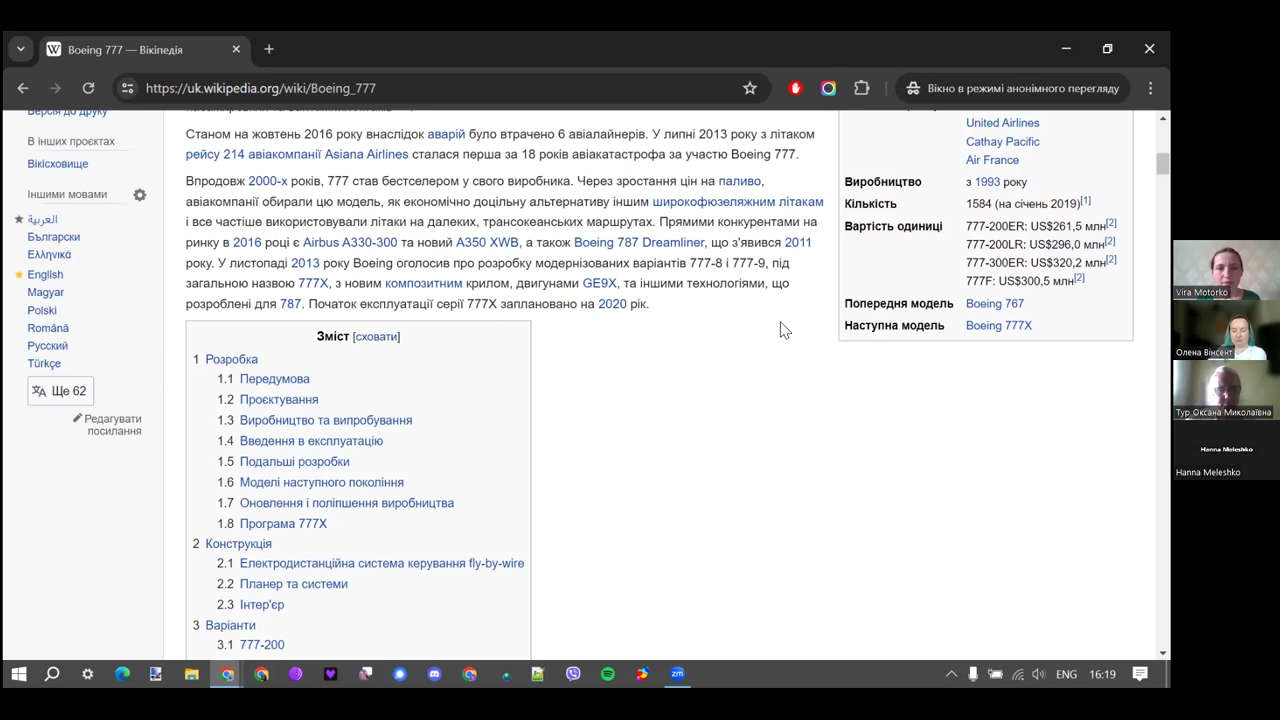 Boeing 777 — Вікіпедія
https://uk.wikipedia.org/wiki/Boeing_777
Вікно в режимі анонімного перегляду
Версія до друку
В інших проєктах
Вікісховище
Іншими мовами
العربية
Български
Ελληνικά
English
Magyar
Polski
Română
Русский
Türkçe
Ще 62
Редагувати
посилання
Станом на жовтень 2016 року внаслідок аварій було втрачено 6 авіалайнерів. У липні 2013 року з літаком
рейсу 214 авіакомпанії Asiana Airlines сталася перша за 18 років авіакатастрофа за участю Boeing 777.
Впродовж 2000-х років, 777 став бестселером у свого виробника. Через зростання цін на паливо,
авіакомпанії обирали цю модель, як економічно доцільну альтернативу іншим широкофюзеляжним літакам
і все частіше використовували літаки на далеких, трансокеанських маршрутах. Прямими конкурентами на
ринку в 2016 році є Airbus A330-300 та новий A350 XWB, а також Boeing 787 Dreamliner, що з'явився 2011
року. У листопаді 2013 року Boeing оголосив про розробку модернізованих варіантів 777-8 і 777-9, під
загальною назвою 777X, з новим композитним крилом, двигунами GE9X, та іншими технологіями, що
розроблені для 787. Початок експлуатації серії 777X заплановано на 2020 рік.
Зміст [сховати]
1 Розробка
1.1 Передумова
1.2 Проєктування
1.3 Виробництво та випробування
1.4 Введення в експлуатацію
1.5 Подальші розробки
1.6 Моделі наступного покоління
1.7 Оновлення і поліпшення виробництва
1.8 Програма 777X
2 Конструкція
2.1 Електродистанційна система керування fly-by-wire
2.2 Планер та системи
2.3 Інтер'єр
3 Варіанти
3.1 777-200
United Airlines
Cathay Pacific
Air France
Виробництво з 1993 року
Кількість 1584 (на січень 2019)[1]
Вартість одиниці 777-200ER: US$261,5 млн[2]
777-200LR: US$296,0 млн[2]
777-300ER: US$320,2 млн[2]
777F: US$300,5 млн[2]
Попередня модель Boeing 767
Наступна модель Boeing 777X
Vira Motorko
Олена Вінсент
Тур Оксана Миколаївна
Hanna Meleshko
Hanna Meleshko
zm
ENG
16:19